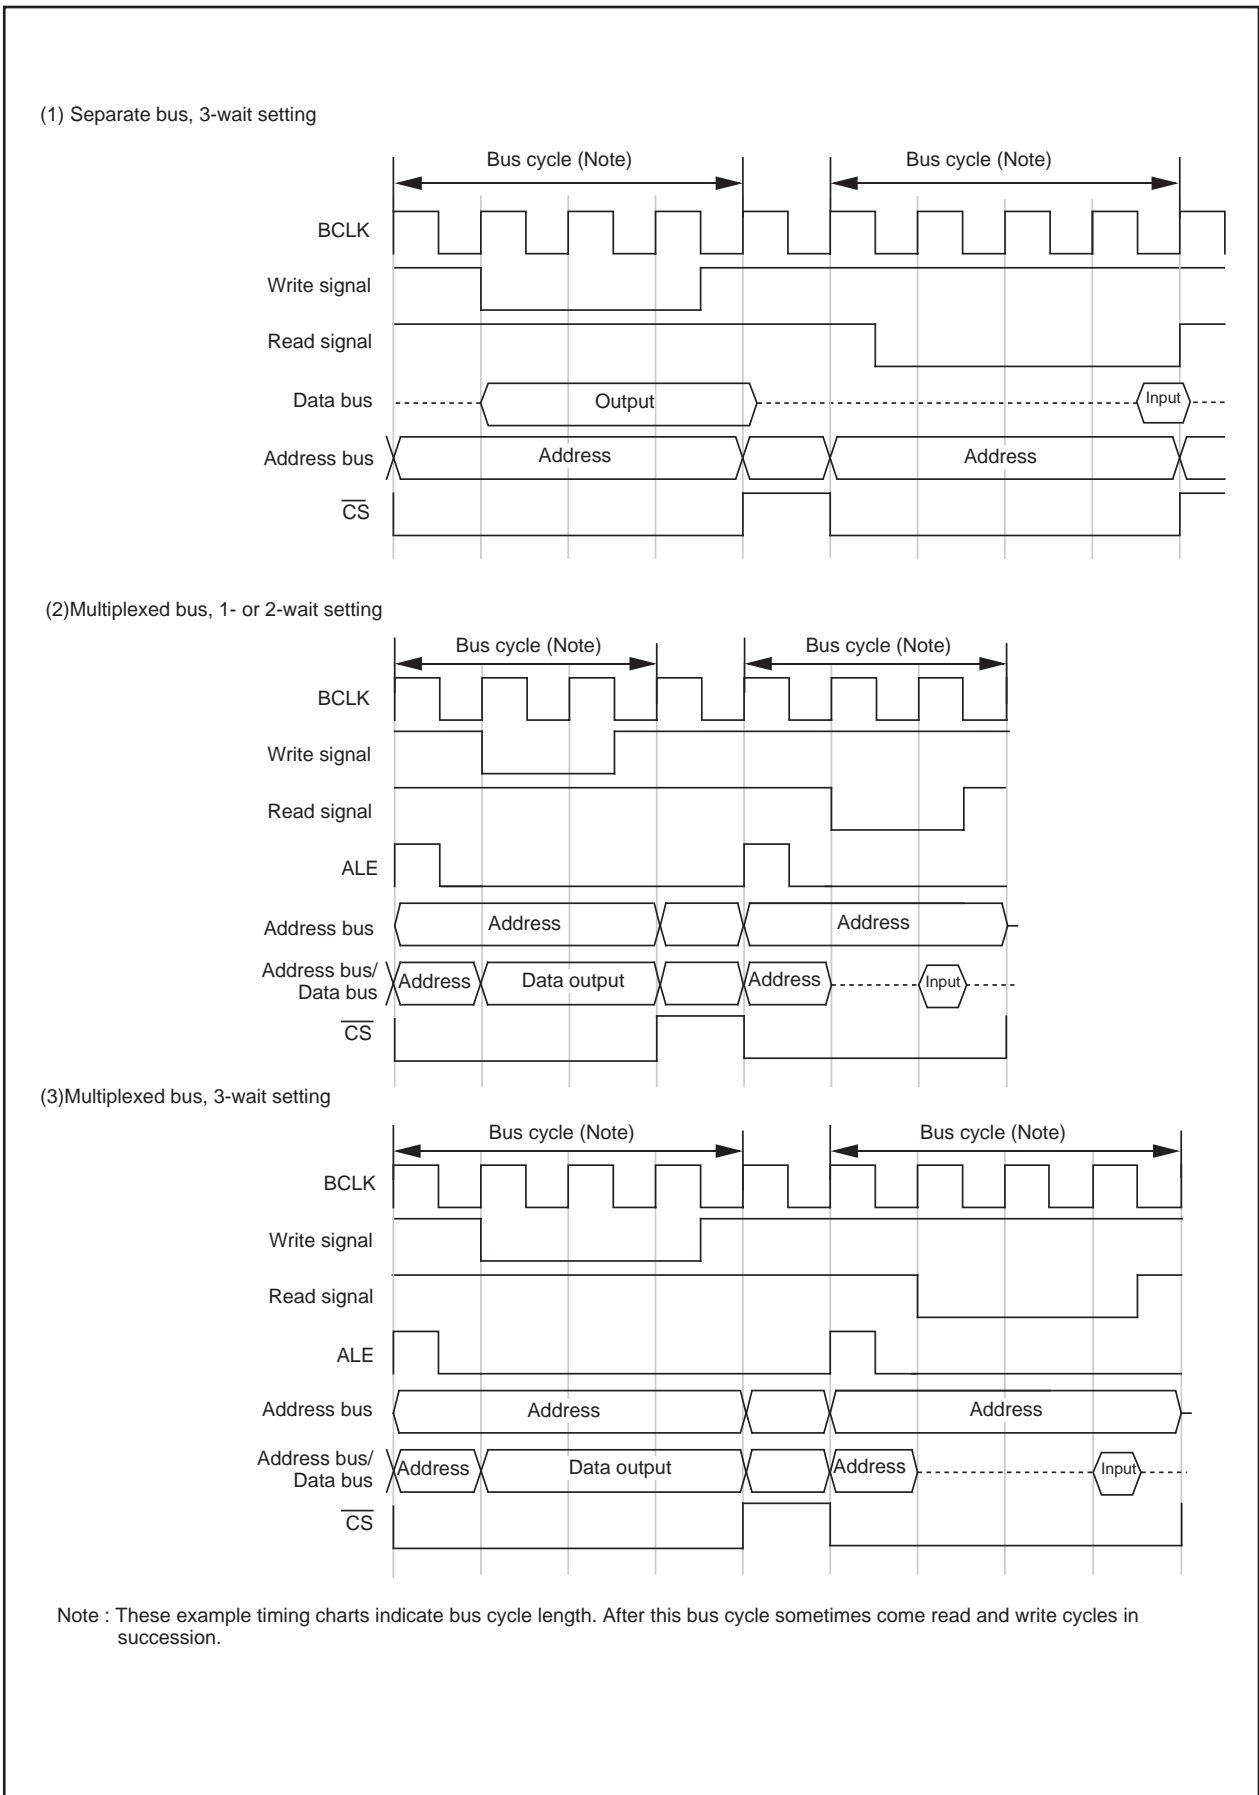 (1) Separate bus, 3-wait setting
Bus cycle (Note)
Bus cycle (Note)
BCLK
Write signal
Read signal
Data bus
Output
Input
Address bus
Address
Address
CS
(2)Multiplexed bus, 1- or 2-wait setting
Bus cycle (Note)
Bus cycle (Note)
BCLK
Write signal
Read signal
ALE
Address bus
Address
Address
Address bus/
Data bus
Address
Data output
Address
Input
CS
(3)Multiplexed bus, 3-wait setting
Bus cycle (Note)
Bus cycle (Note)
BCLK
Write signal
Read signal
ALE
Address bus
Address
Address
Address bus/
Data bus
Address
Data output
Address
Input
CS
Note : These example timing charts indicate bus cycle length. After this bus cycle sometimes come read and write cycles in
succession.